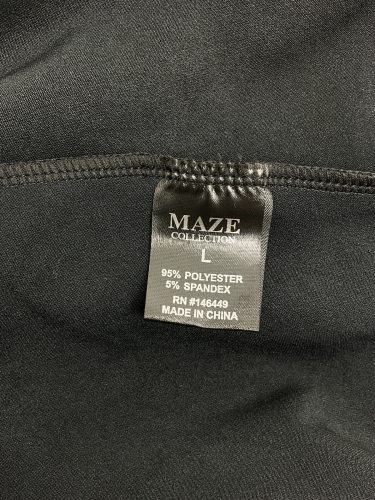 MAZE
COLLECTION
L
95% POLYESTER
5% SPANDEX
RN #146449
MADE IN CHINA